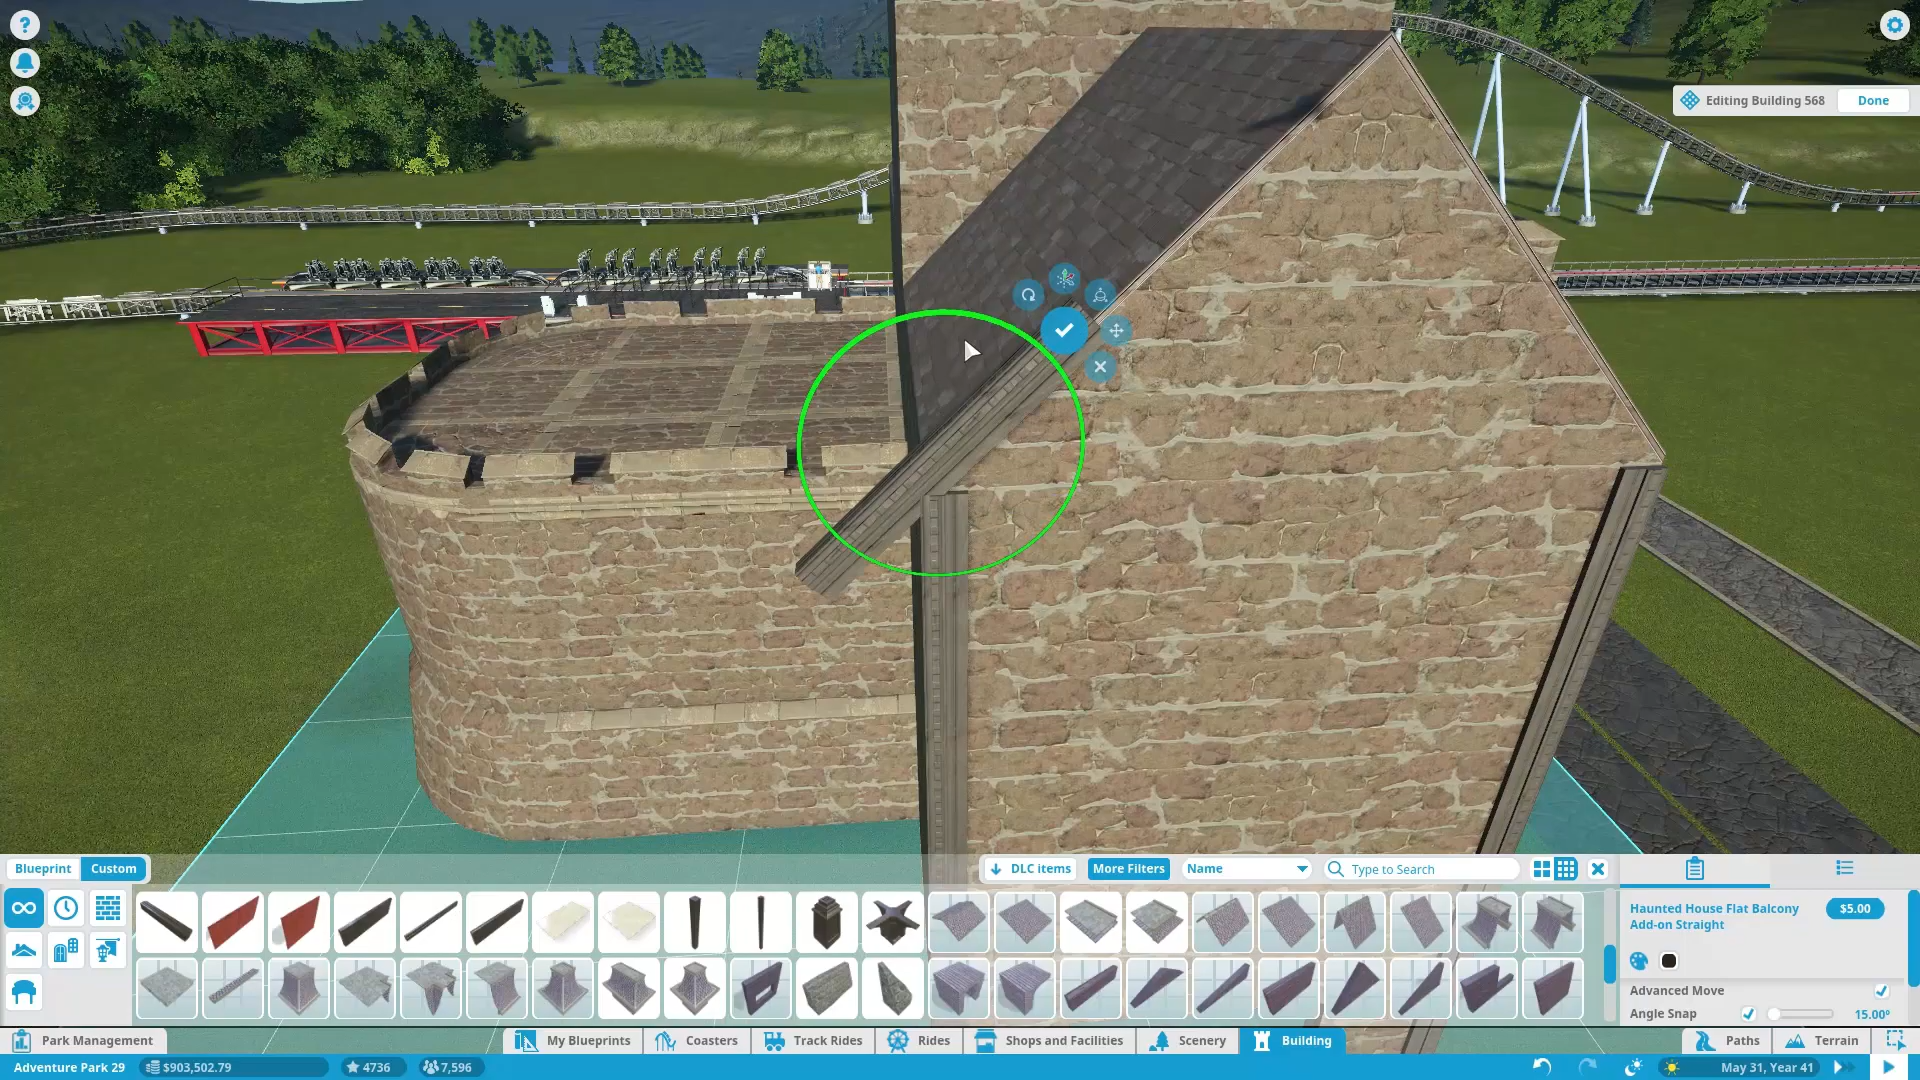 Editing Building 568
Done
Blueprint
Custom
DLC items
More Filters
Name
Type to Search
Haunted House Flat Balcony
Add-on Straight
$5.00
Advanced Move
Angle Snap
15.00°
Park Management
My Blueprints
Coasters
Track Rides
Rides
Shops and Facilities
Scenery
Building
Paths
Terrain
Adventure Park 29
$903,502.79
4736
7,596
May 31, Year 41